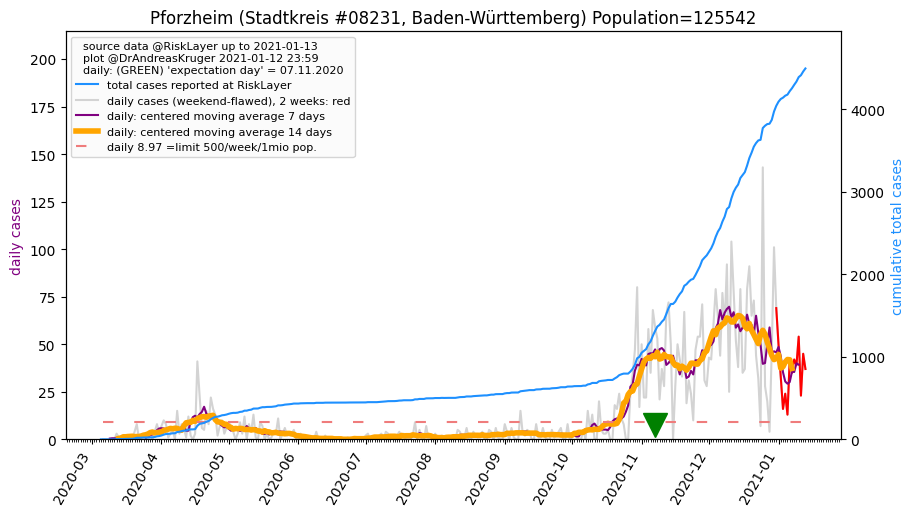 Pforzheim (Stadtkreis #08231, Baden-Württemberg) Population=125542
source data @RiskLayer up to 2021-01-13
plot @DrAndreasKruger 2021-01-12 23:59
daily: (GREEN) 'expectation day' = 07.11.2020
total cases reported at RiskLayer
daily cases (weekend-flawed), 2 weeks: red
daily: centered moving average 7 days
daily: centered moving average 14 days
daily 8.97 =limit 500/week/1mio pop.
daily cases
200
175
150
125
100
75
50
25
0
cumulative total cases
4000
3000
2000
1000
0
2020-03
2020-04
2020-05
2020-06
2020-07
2020-08
2020-09
2020-10
2020-11
2020-12
2021-01